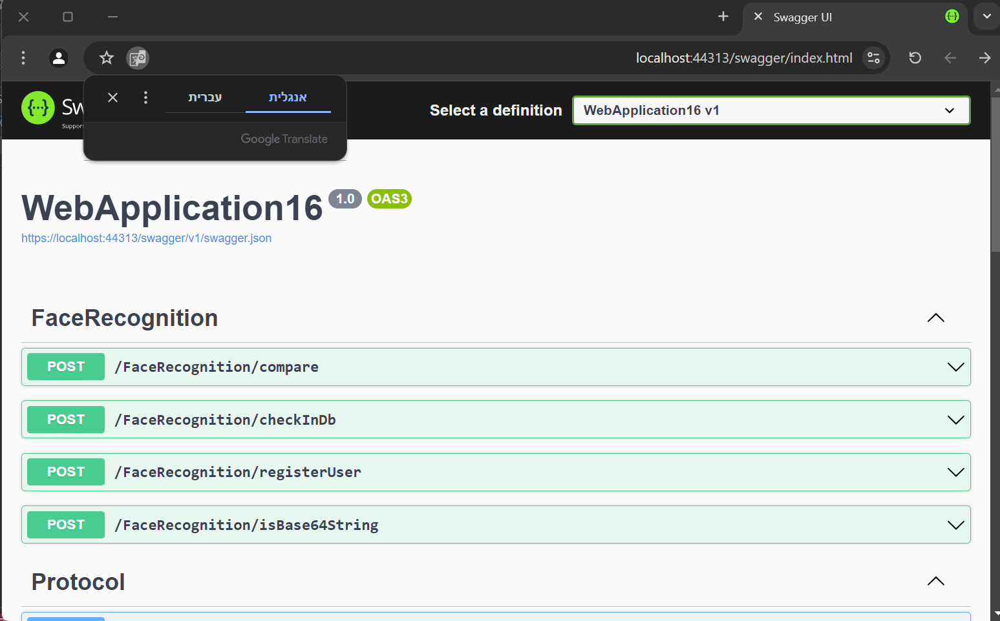 Swagger UI
localhost:44313/swagger/index.html
עברית
אנגלית
Google Translate
Sw
Support
Select a definition
WebApplication16 v1
WebApplication16 1.0 OAS3
https://localhost:44313/swagger/v1/swagger.json
FaceRecognition
POST /FaceRecognition/compare
POST /FaceRecognition/checkInDb
POST /FaceRecognition/registerUser
POST /FaceRecognition/isBase64String
Protocol